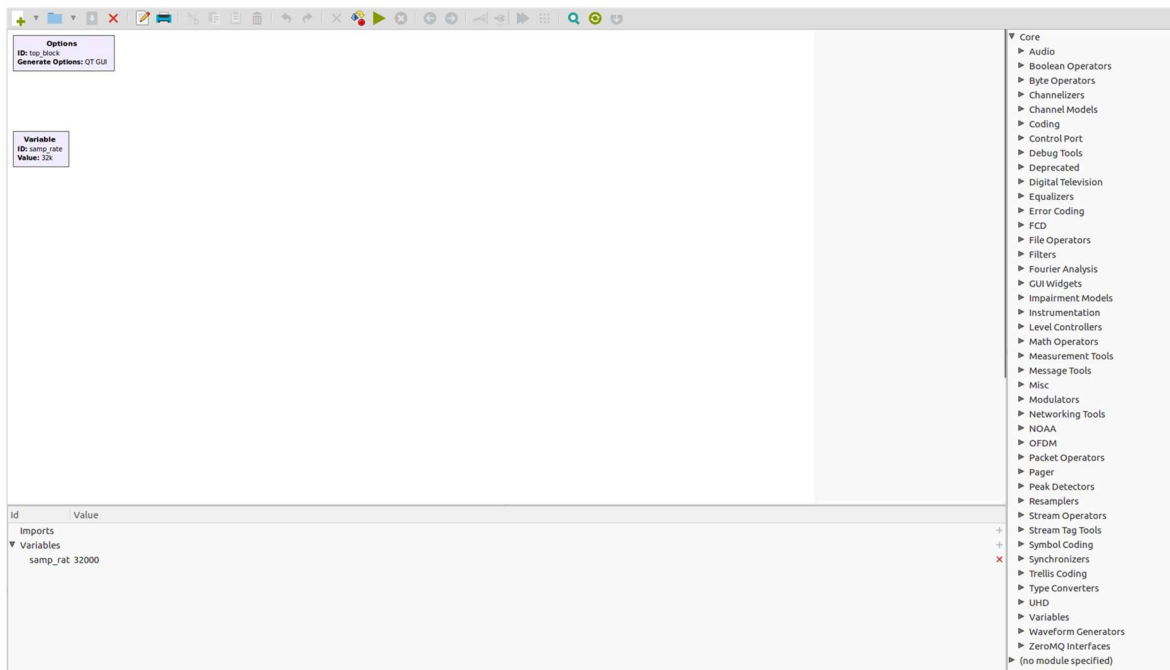 Options
ID: top_block
Generate Options: QT GUI
Variable
ID: samp_rate
Value: 32k
Id Value
Imports
Variables
samp_rat 32000
Core
Audio
Boolean Operators
Byte Operators
Channelizers
Channel Models
Coding
Control Port
Debug Tools
Deprecated
Digital Television
Equalizers
Error Coding
FCD
File Operators
Filters
Fourier Analysis
GUI Widgets
Impairment Models
Instrumentation
Level Controllers
Math Operators
Measurement Tools
Message Tools
Misc
Modulators
Networking Tools
NOAA
OFDM
Packet Operators
Pager
Peak Detectors
Resamplers
Stream Operators
Stream Tag Tools
Symbol Coding
Synchronizers
Trellis Coding
Type Converters
UHD
Variables
Waveform Generators
ZeroMQ Interfaces
(no module specified)